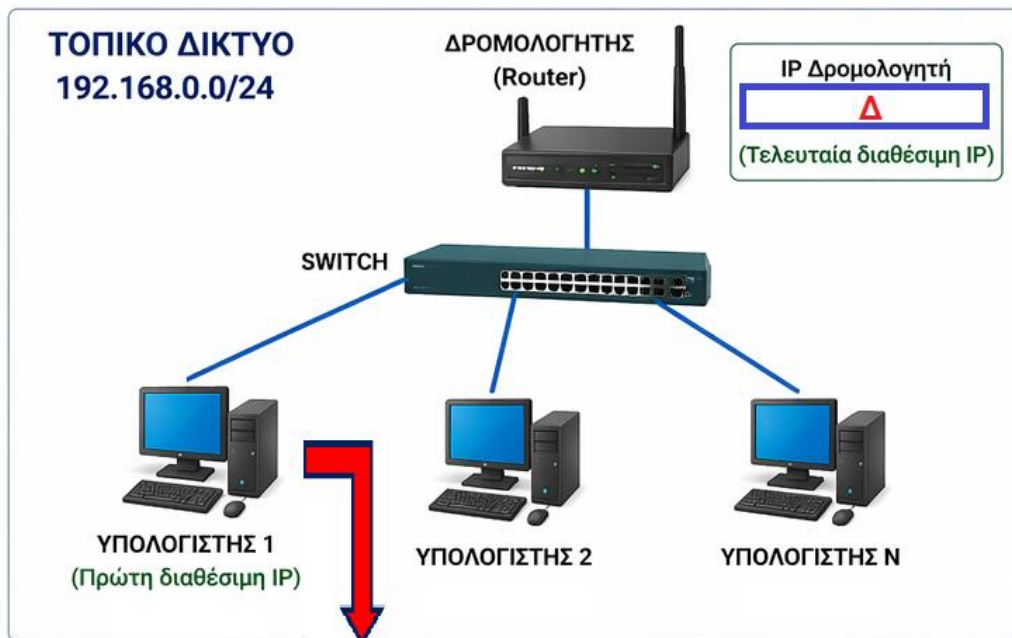 ΤΟΠΙΚΟ ΔΙΚΤΥΟ
192.168.0.0/24
ΔΡΟΜΟΛΟΓΗΤΗΣ
(Router)
IP Δρομολογητή
Δ
(Τελευταία διαθέσιμη IP)
SWITCH
ΥΠΟΛΟΓΙΣΤΗΣ 1
(Πρώτη διαθέσιμη IP)
ΥΠΟΛΟΓΙΣΤΗΣ 2
ΥΠΟΛΟΓΙΣΤΗΣ Ν